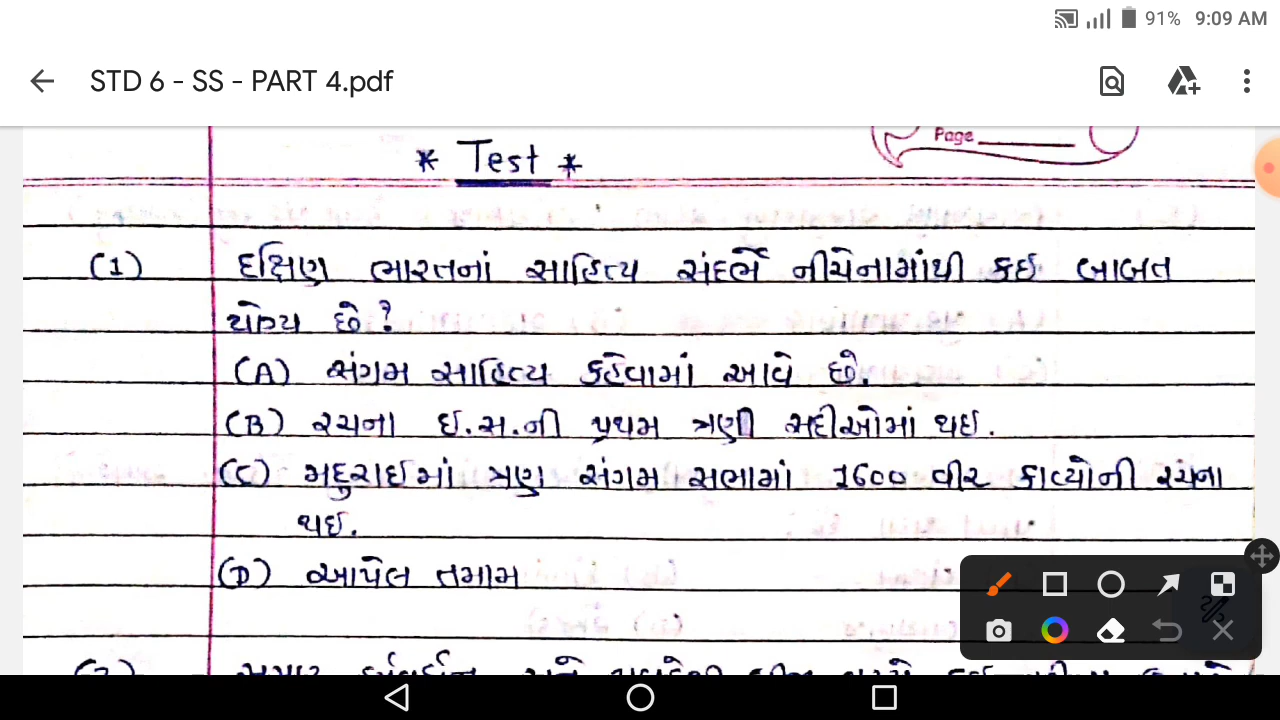 91% 9:09 AM
STD 6 - SS - PART 4.pdf
Page
* Test *
(1) દક્ષિણ ભારતનાં સાહિત્ય સંદર્ભે નીચેનામાંથી કઈ બાબત
યોગ્ય છે?
(A) સંગમ સાહિત્ય કહેવામાં આવે છે.
(B) રચના ઈ.સ.ની પ્રથમ ત્રણી સદીઓમાં થઈ.
(C) મદુરાઈમાં ત્રણ સંગમ સભામાં 1600 વીર કાવ્યોની રચના
થઈ.
(D) આપેલ તમામ